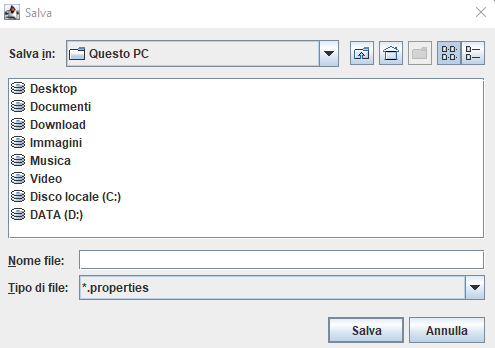 Salva
Salva in: Questo PC
Desktop
Documenti
Download
Immagini
Musica
Video
Disco locale (C:)
DATA (D:)
Nome file:
Tipo di file: *.properties
Salva Annulla